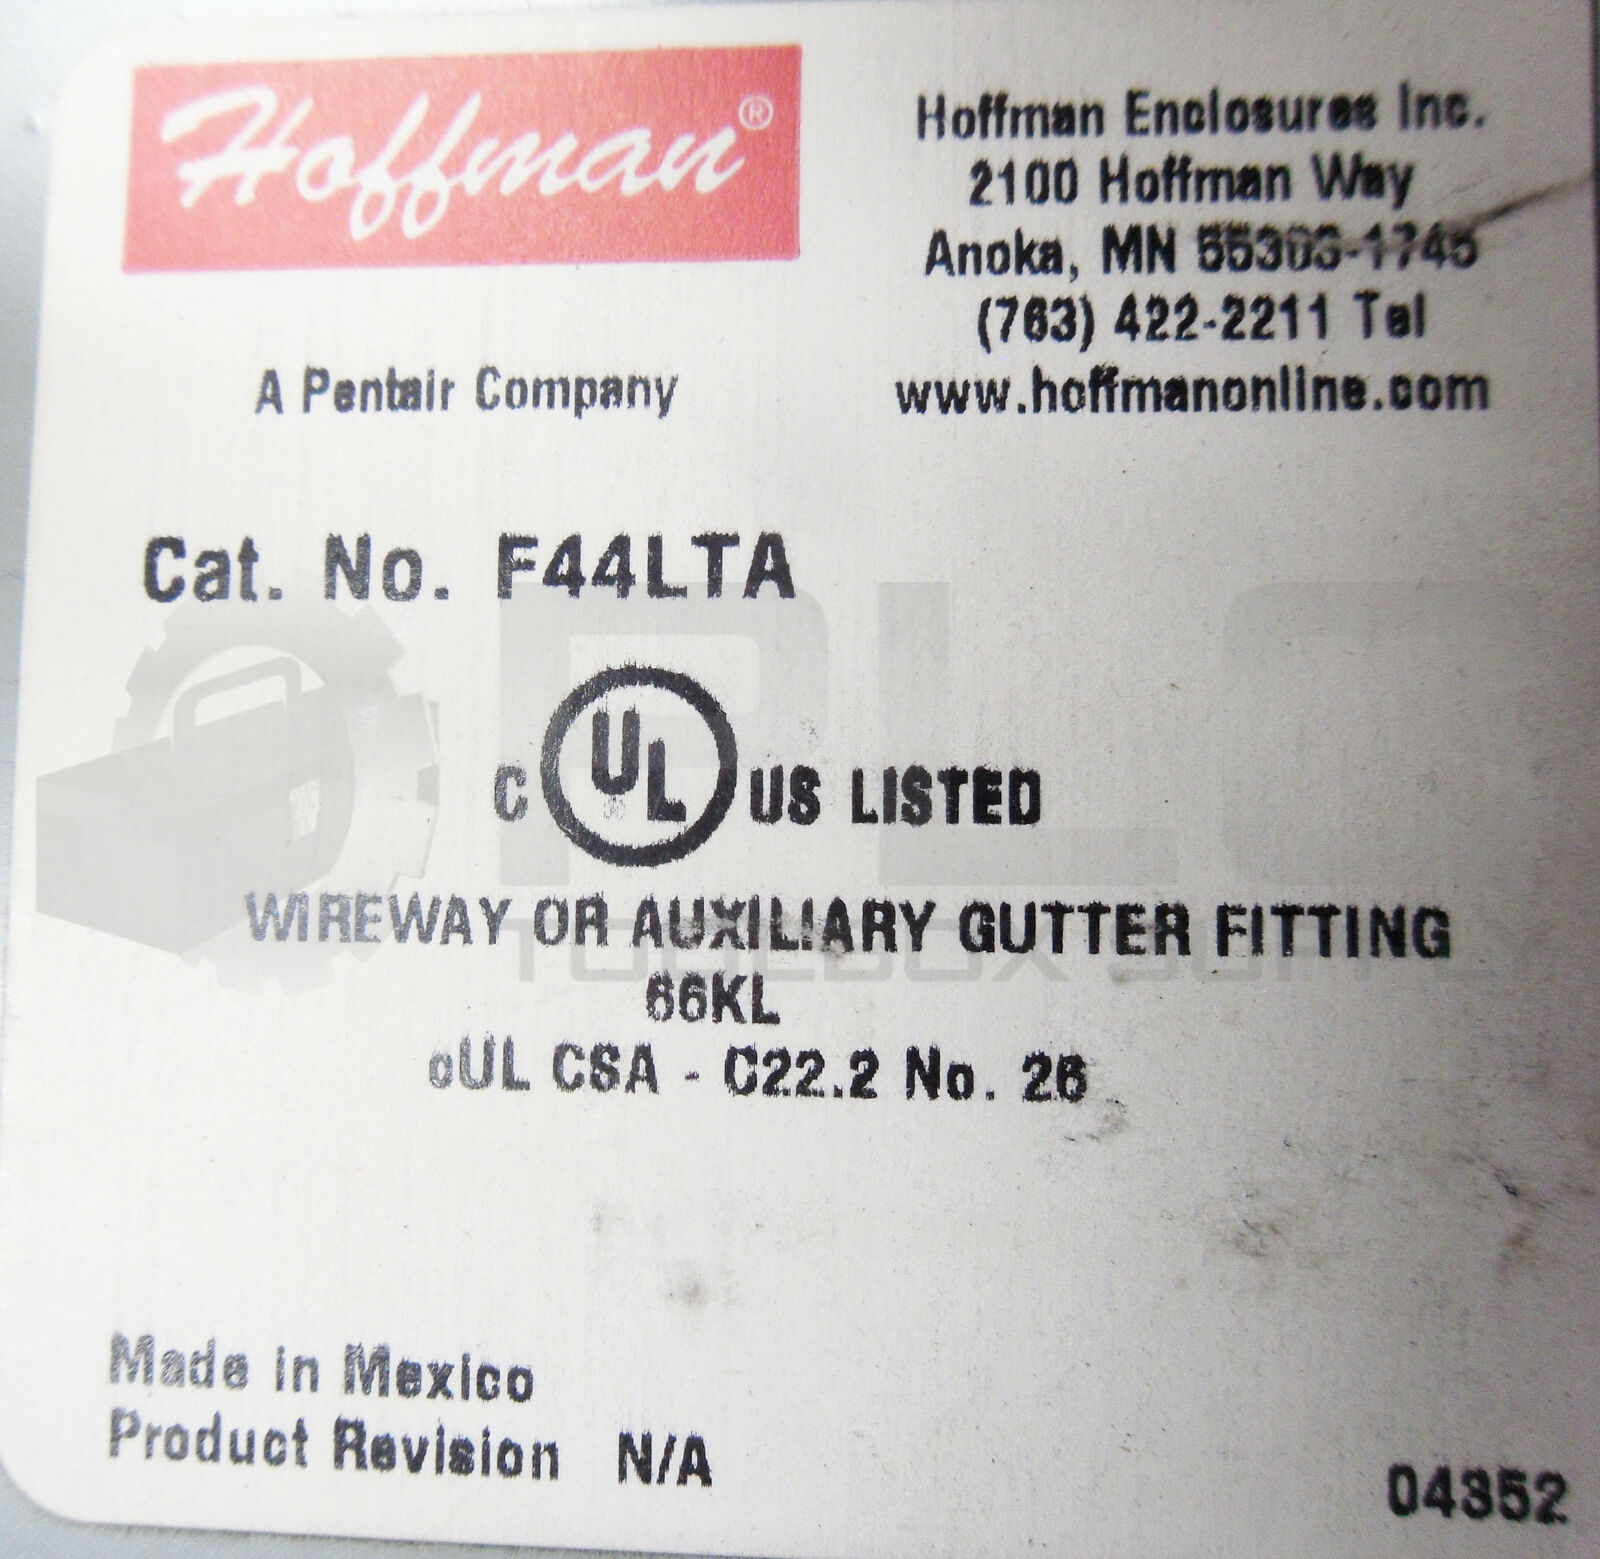 Hoffman®
Hoffman Enclosures Inc.
2100 Hoffman Way
Anoka, MN 55303-1745
(763) 422-2211 Tel
www.hoffmanonline.com
A Pentair Company
Cat. No. F44LTA
C UL US LISTED
WIREWAY OR AUXILIARY GUTTER FITTING
66KL
cUL CSA - C22.2 No. 26
Made in Mexico
Product Revision N/A
04352
PLC